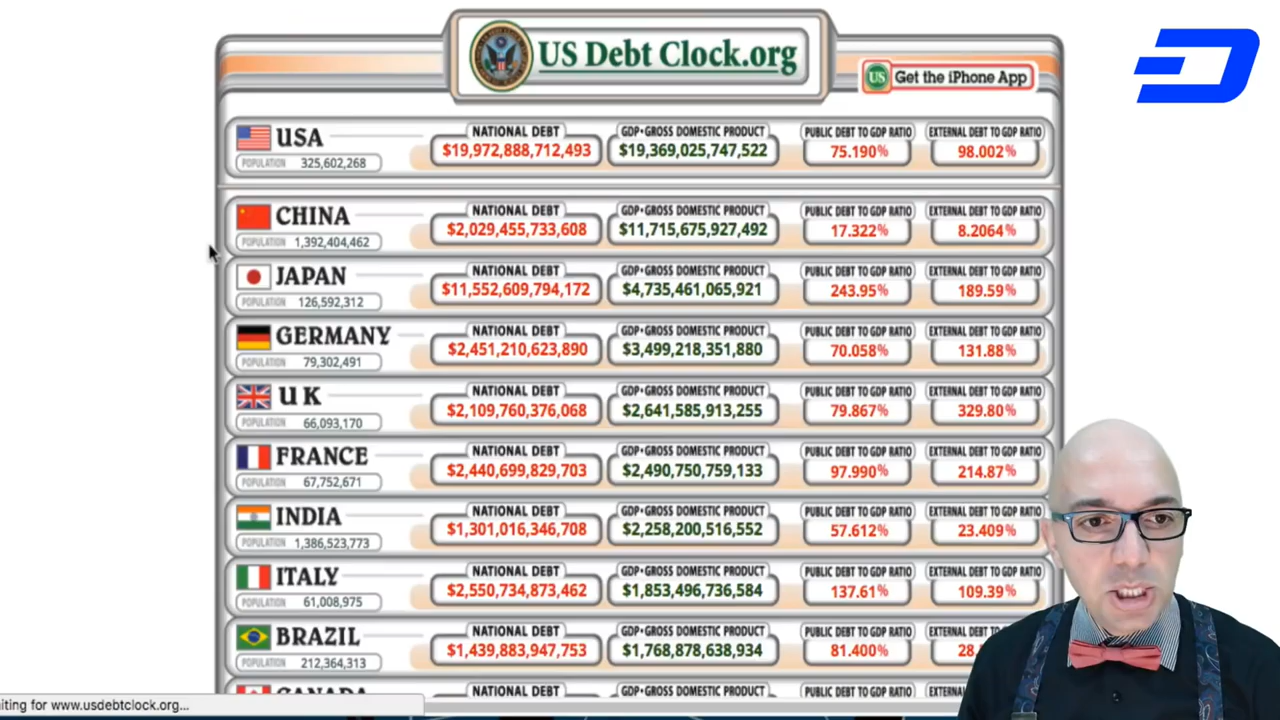 US Debt Clock.org
US Get the iPhone App
USA
POPULATION 325,602,268
NATIONAL DEBT
$19,972,888,712,493
GDP•GROSS DOMESTIC PRODUCT
$19,369,025,747,522
PUBLIC DEBT TO GDP RATIO
75.190%
EXTERNAL DEBT TO GDP RATIO
98.002%
CHINA
POPULATION 1,392,404,462
NATIONAL DEBT
$2,029,455,733,608
GDP•GROSS DOMESTIC PRODUCT
$11,715,675,927,492
PUBLIC DEBT TO GDP RATIO
17.322%
EXTERNAL DEBT TO GDP RATIO
8.2064%
JAPAN
POPULATION 126,592,312
NATIONAL DEBT
$11,552,609,794,172
GDP•GROSS DOMESTIC PRODUCT
$4,735,461,065,921
PUBLIC DEBT TO GDP RATIO
243.95%
EXTERNAL DEBT TO GDP RATIO
189.59%
GERMANY
POPULATION 79,302,491
NATIONAL DEBT
$2,451,210,623,890
GDP•GROSS DOMESTIC PRODUCT
$3,499,218,351,880
PUBLIC DEBT TO GDP RATIO
70.058%
EXTERNAL DEBT TO GDP RATIO
131.88%
UK
POPULATION 66,093,170
NATIONAL DEBT
$2,109,760,376,068
GDP•GROSS DOMESTIC PRODUCT
$2,641,585,913,255
PUBLIC DEBT TO GDP RATIO
79.867%
EXTERNAL DEBT TO GDP RATIO
329.80%
FRANCE
POPULATION 67,752,671
NATIONAL DEBT
$2,440,699,829,703
GDP•GROSS DOMESTIC PRODUCT
$2,490,750,759,133
PUBLIC DEBT TO GDP RATIO
97.990%
EXTERNAL DEBT TO GDP RATIO
214.87%
INDIA
POPULATION 1,386,523,773
NATIONAL DEBT
$1,301,016,346,708
GDP•GROSS DOMESTIC PRODUCT
$2,258,200,516,552
PUBLIC DEBT TO GDP RATIO
57.612%
EXTERNAL DEBT TO GDP RATIO
23.409%
ITALY
POPULATION 61,008,975
NATIONAL DEBT
$2,550,734,873,462
GDP•GROSS DOMESTIC PRODUCT
$1,853,496,736,584
PUBLIC DEBT TO GDP RATIO
137.61%
EXTERNAL DEBT TO GDP RATIO
109.39%
BRAZIL
POPULATION 212,364,313
NATIONAL DEBT
$1,439,883,947,753
GDP•GROSS DOMESTIC PRODUCT
$1,768,878,638,934
PUBLIC DEBT TO GDP RATIO
81.400%
EXTERNAL
28.
CANADA
NATIONAL DEBT
GDP•GROSS DOMESTIC PRODUCT
PUBLIC DEBT TO GDP RATIO
EXTERNAL
iting for www.usdebtclock.org...